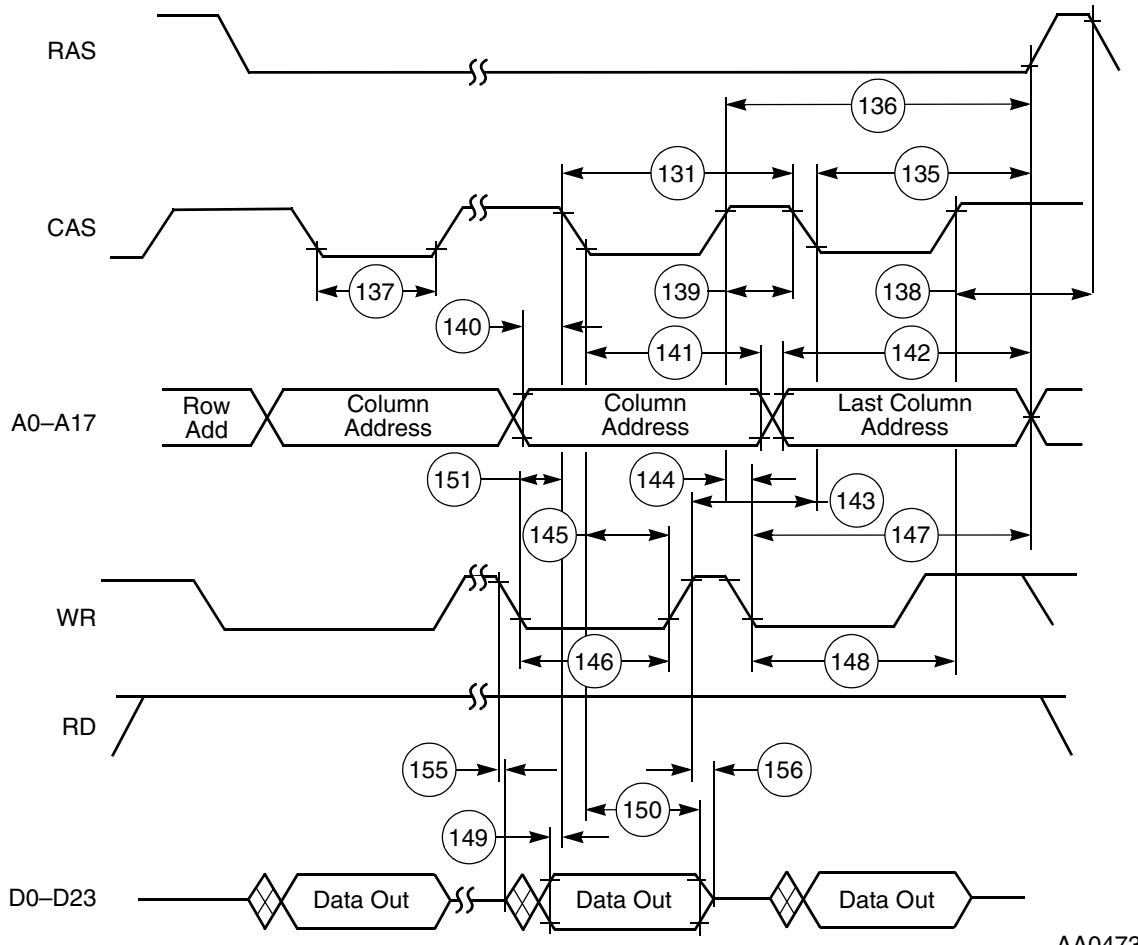 RAS
136
131
135
CAS
137
139
138
140
141
142
A0–A17
Row
Add
Column
Address
Column
Address
Last Column
Address
151
144
143
145
147
WR
146
148
RD
155
156
150
149
D0–D23
Data Out
Data Out
Data Out
AA0473